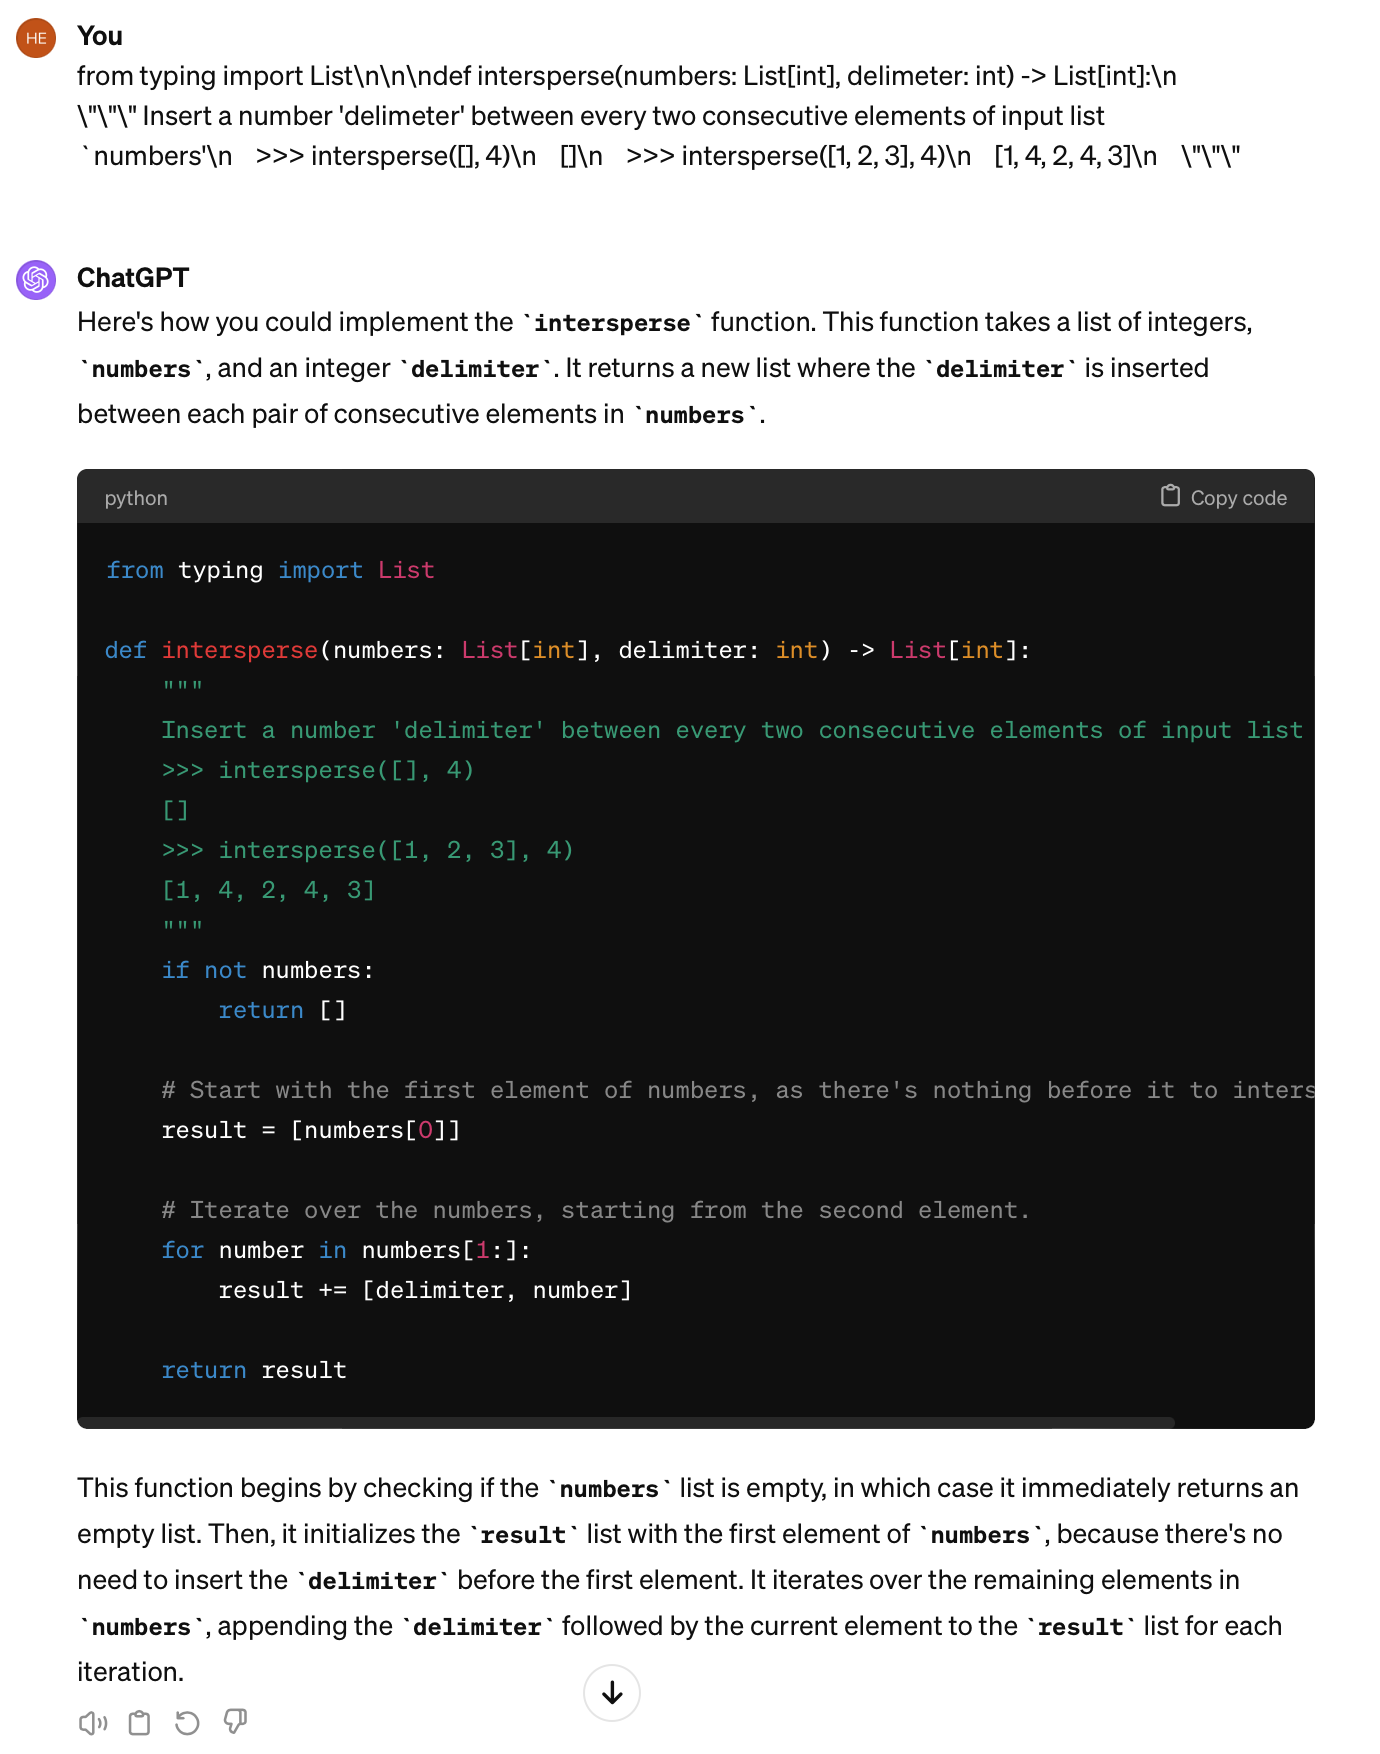 HE
You
from typing import List\n\n\ndef intersperse(numbers: List[int], delimeter: int) -> List[int]:\n
\"\"\" Insert a number 'delimeter' between every two consecutive elements of input list
`numbers'\n    >>> intersperse([], 4)\n    []\n    >>> intersperse([1, 2, 3], 4)\n    [1, 4, 2, 4, 3]\n    \"\"\"
ChatGPT
Here's how you could implement the `intersperse` function. This function takes a list of integers,
`numbers`, and an integer `delimiter`. It returns a new list where the `delimiter` is inserted
between each pair of consecutive elements in `numbers`.
python
Copy code
from typing import List
def intersperse(numbers: List[int], delimiter: int) -> List[int]:
    """
    Insert a number 'delimiter' between every two consecutive elements of input list
    >>> intersperse([], 4)
    []
    >>> intersperse([1, 2, 3], 4)
    [1, 4, 2, 4, 3]
    """
    if not numbers:
        return []
    # Start with the first element of numbers, as there's nothing before it to inters
    result = [numbers[0]]
    # Iterate over the numbers, starting from the second element.
    for number in numbers[1:]:
        result += [delimiter, number]
    return result
This function begins by checking if the `numbers` list is empty, in which case it immediately returns an
empty list. Then, it initializes the `result` list with the first element of `numbers`, because there's no
need to insert the `delimiter` before the first element. It iterates over the remaining elements in
`numbers`, appending the `delimiter` followed by the current element to the `result` list for each
iteration.